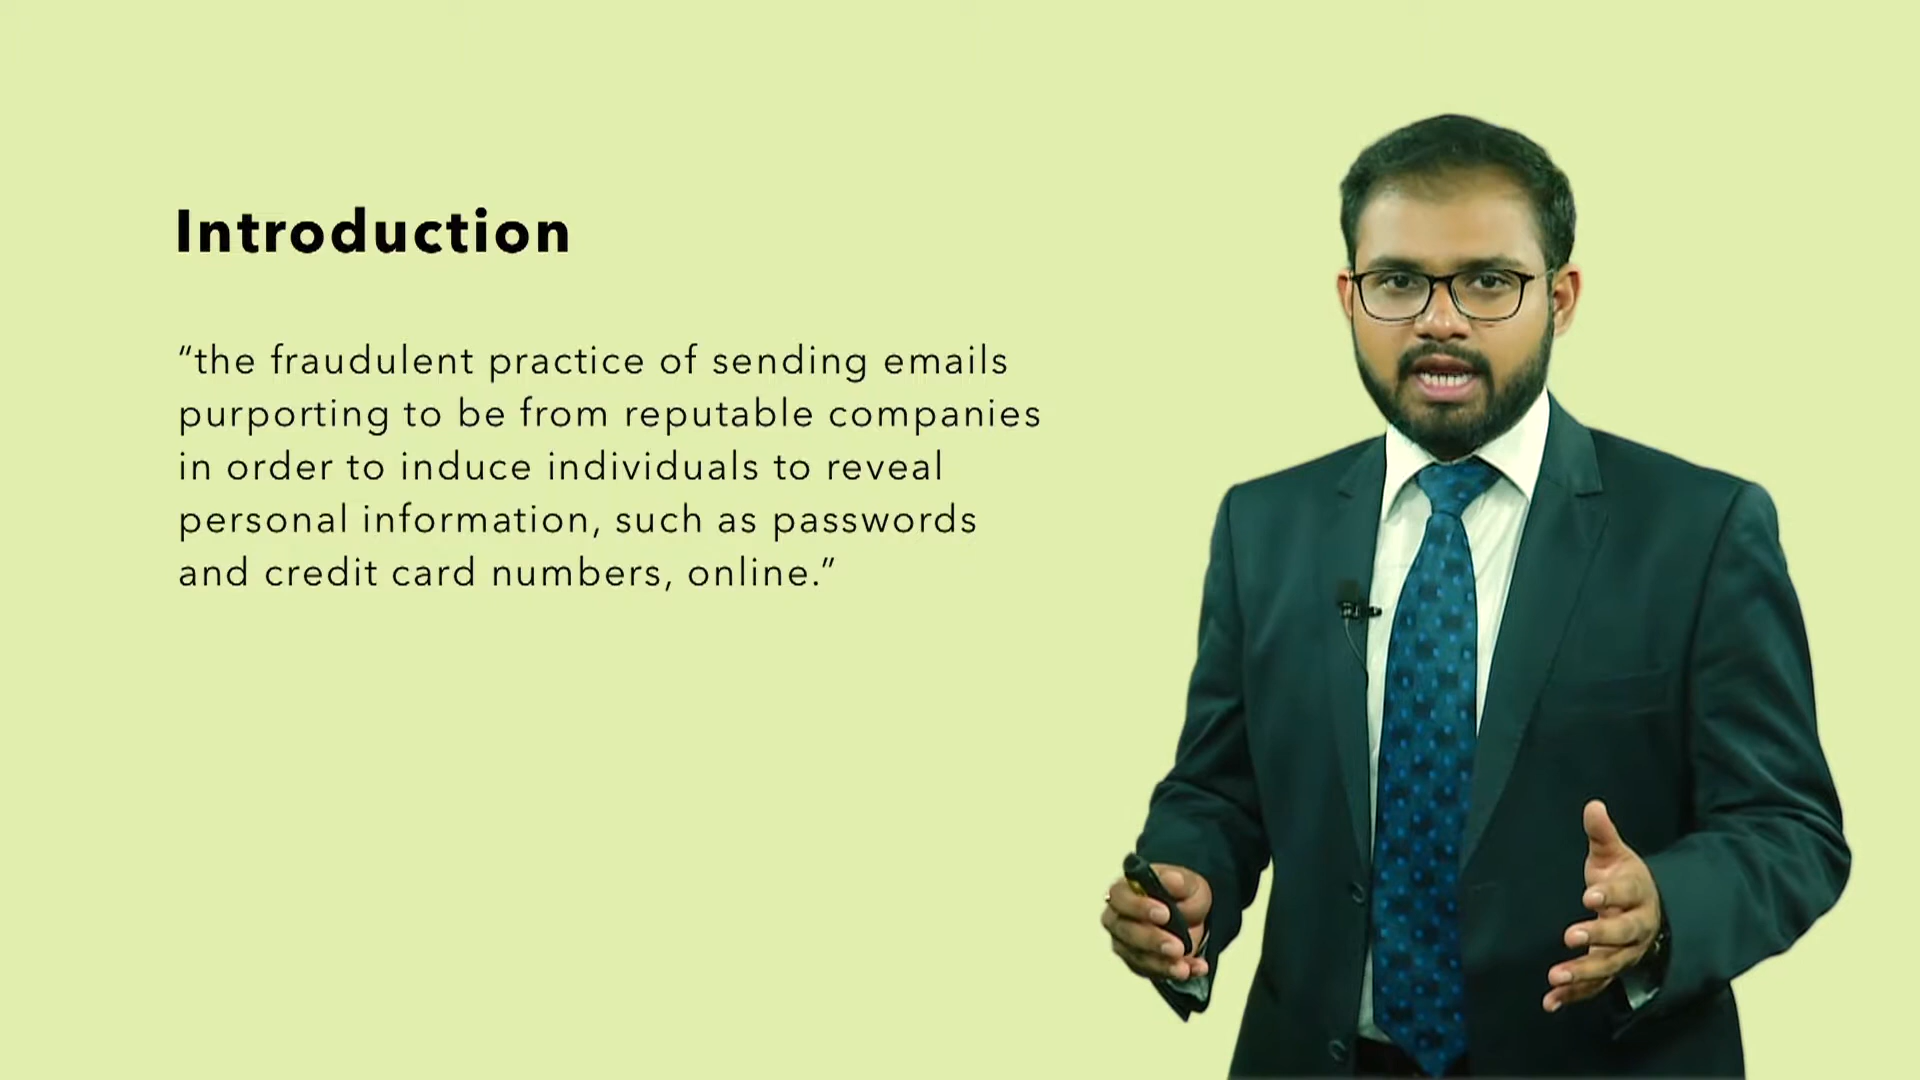 Introduction
“the fraudulent practice of sending emails
purporting to be from reputable companies
in order to induce individuals to reveal
personal information, such as passwords
and credit card numbers, online.”